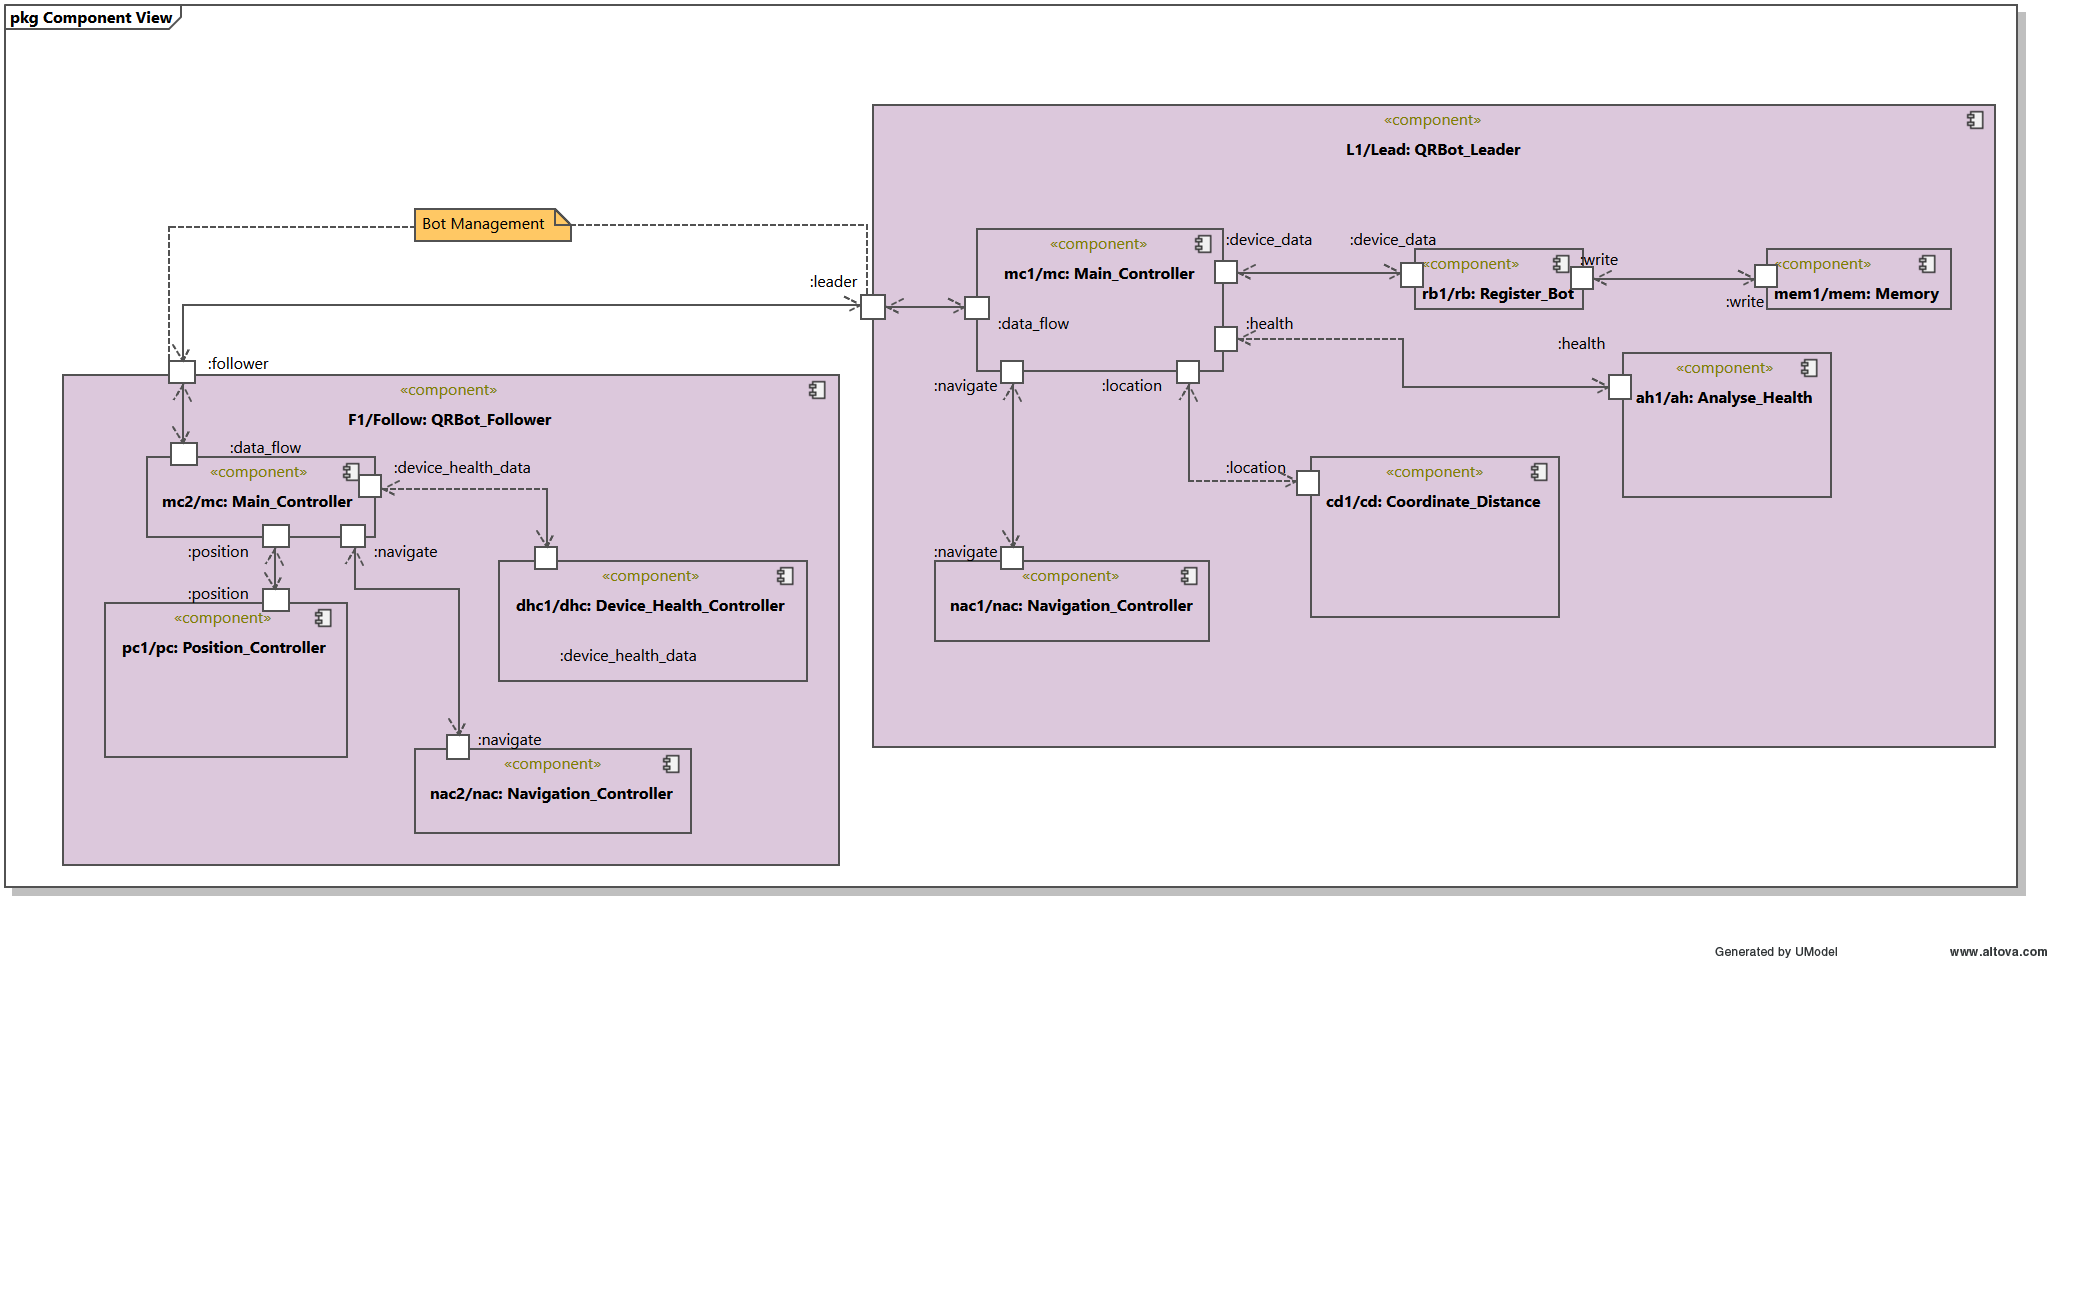 pkg Component View
«component»
L1/Lead: QRBot_Leader
Bot Management
:leader
«component»
mc1/mc: Main_Controller
:data_flow
:device_data
:device_data
«component»
rb1/rb: Register_Bot
:write
:write
«component»
mem1/mem: Memory
:health
:health
«component»
ah1/ah: Analyse_Health
:navigate
:location
:location
«component»
cd1/cd: Coordinate_Distance
:navigate
«component»
nac1/nac: Navigation_Controller
:follower
«component»
F1/Follow: QRBot_Follower
:data_flow
«component»
mc2/mc: Main_Controller
:device_health_data
:position
:navigate
:position
«component»
pc1/pc: Position_Controller
«component»
dhc1/dhc: Device_Health_Controller
:device_health_data
:navigate
«component»
nac2/nac: Navigation_Controller
Generated by UModel
www.altova.com